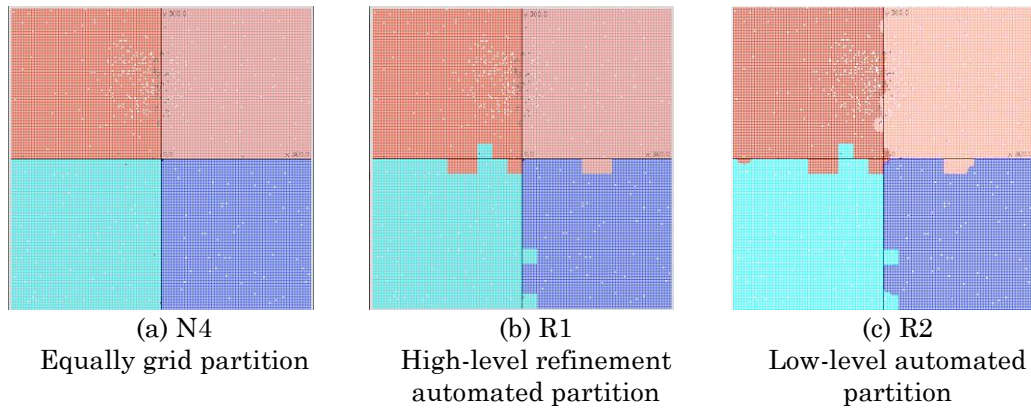 (a) N4
Equally grid partition
(b) R1
High-level refinement
automated partition
(c) R2
Low-level automated
partition